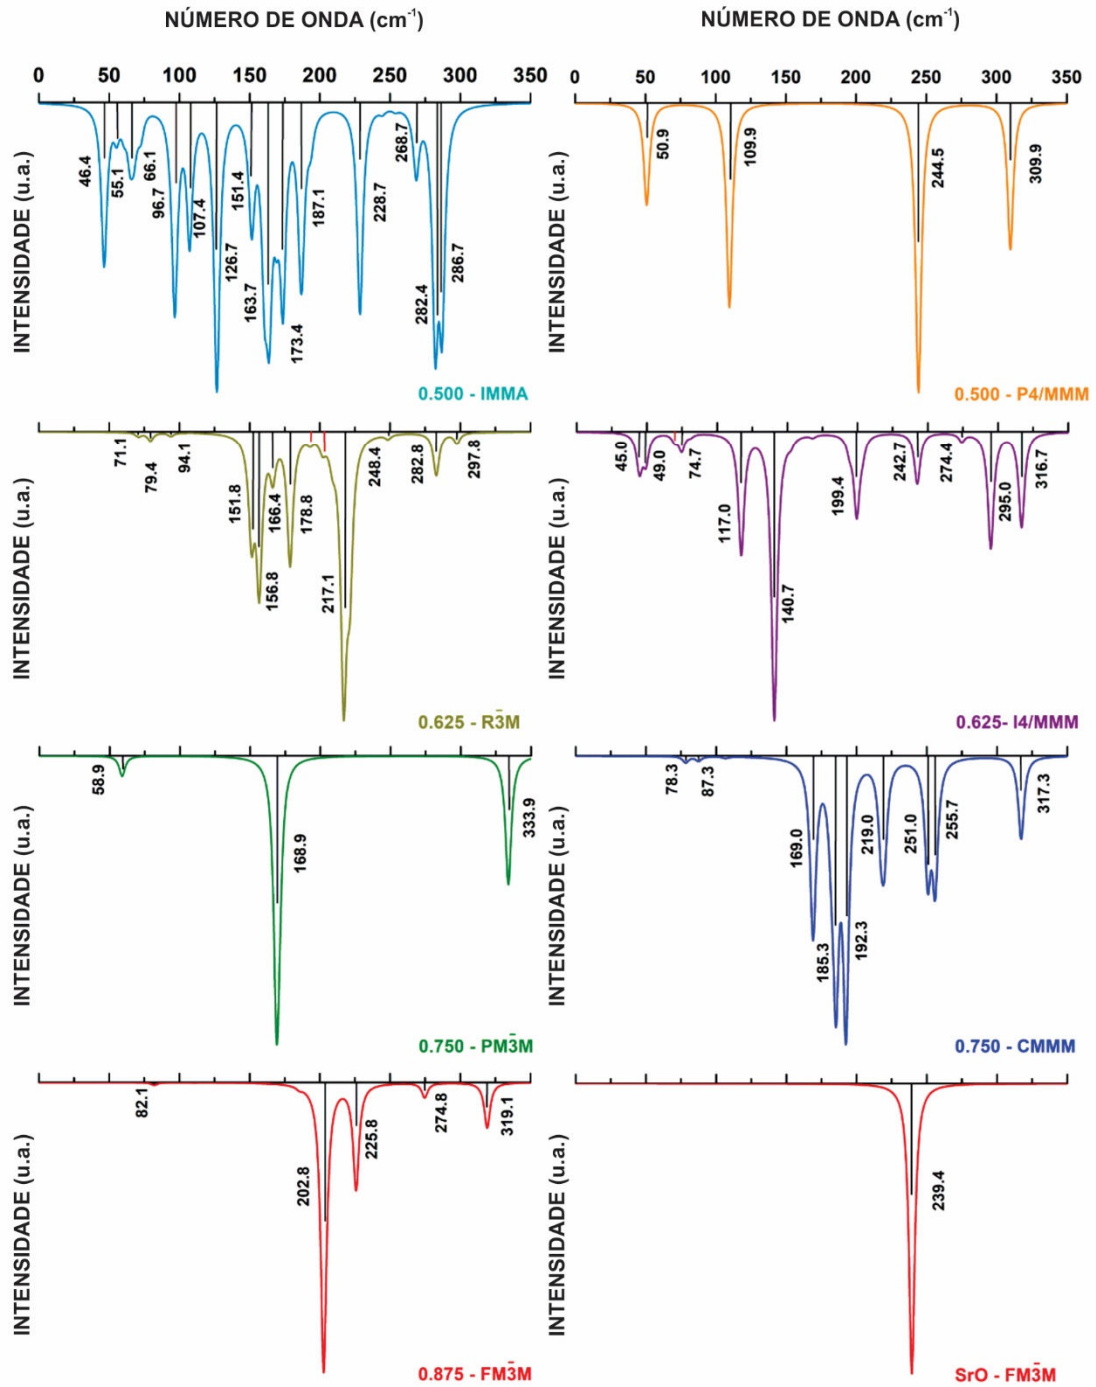 NÚMERO DE ONDA (cm⁻¹)
0 50 100 150 200 250 300 350
INTENSIDADE (u.a.)
46.4
55.1
66.1
96.7
107.4
126.7
151.4
163.7
173.4
187.1
228.7
268.7
282.4
286.7
0.500 - IMMA
NÚMERO DE ONDA (cm⁻¹)
0 50 100 150 200 250 300 350
INTENSIDADE (u.a.)
50.9
109.9
244.5
309.9
0.500 - P4/MMM
INTENSIDADE (u.a.)
71.1
79.4
94.1
151.8
156.8
166.4
178.8
217.1
248.4
282.8
297.8
0.625 - R3̄M
INTENSIDADE (u.a.)
45.0
49.0
74.7
117.0
140.7
199.4
242.7
274.4
295.0
316.7
0.625- I4/MMM
INTENSIDADE (u.a.)
58.9
168.9
333.9
0.750 - PM3̄M
INTENSIDADE (u.a.)
78.3
87.3
169.0
185.3
192.3
219.0
251.0
255.7
317.3
0.750 - CMMM
INTENSIDADE (u.a.)
82.1
202.8
225.8
274.8
319.1
0.875 - FM3̄M
INTENSIDADE (u.a.)
239.4
SrO - FM3̄M